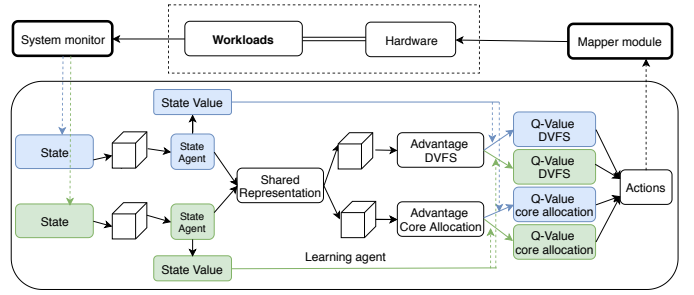 System monitor
Workloads
Hardware
Mapper module
State Value
State
State
Agent
Advantage
DVFS
Q-Value
DVFS
Q-Value
DVFS
Shared
Representation
Actions
State
State
Agent
Advantage
Core Allocation
Q-Value
core allocation
Q-Value
core allocation
State Value
Learning agent